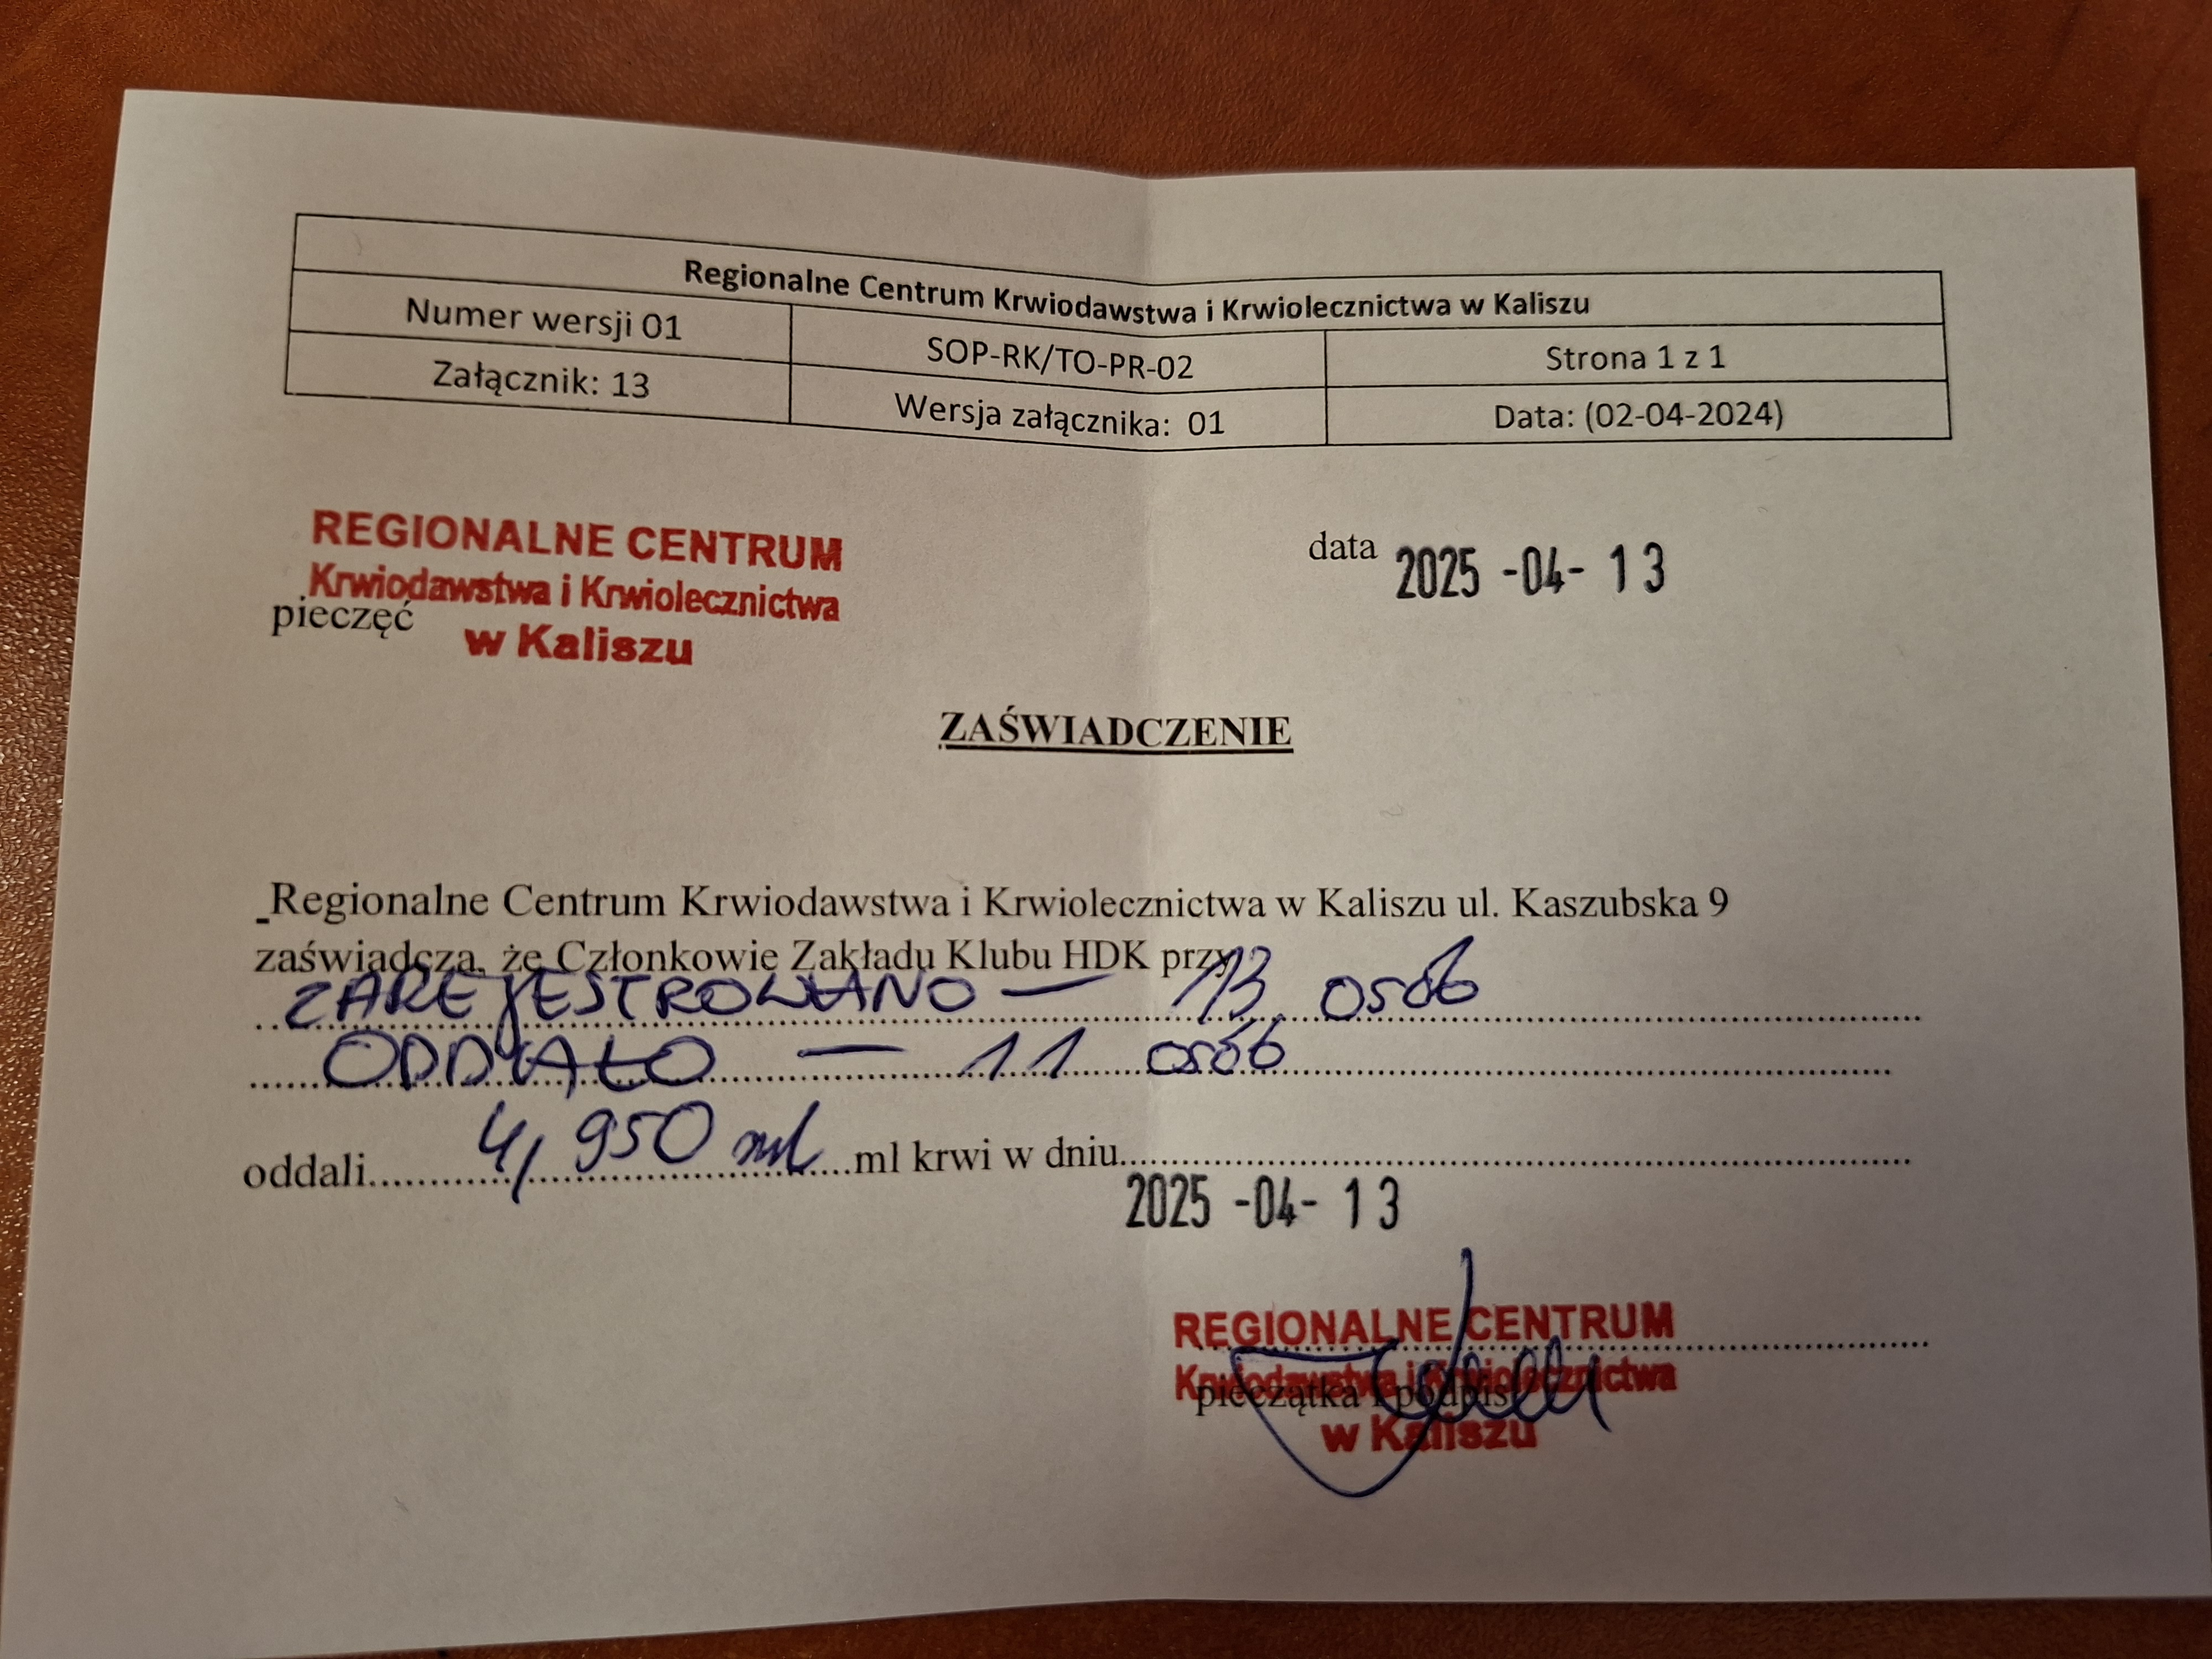 Regionalne Centrum Krwiodawstwa i Krwiolecznictwa w Kaliszu
Numer wersji 01 SOP-RK/TO-PR-02 Strona 1 z 1
Załącznik: 13 Wersja załącznika: 01 Data: (02-04-2024)
REGIONALNE CENTRUM
Krwiodawstwa i Krwiolecznictwa
w Kaliszu
pieczęć
data 2025 -04- 13
ZAŚWIADCZENIE
Regionalne Centrum Krwiodawstwa i Krwiolecznictwa w Kaliszu ul. Kaszubska 9
zaświadcza, że Członkowie Zakładu Klubu HDK przy
ZAREJESTROWANO — 13 osób
ODDAŁO — 11 osób
oddali 4,950 ml ml krwi w dniu
2025 -04- 13
REGIONALNE CENTRUM
Krwiodawstwa i Krwiolecznictwa
w Kaliszu
pieczątka i podpis